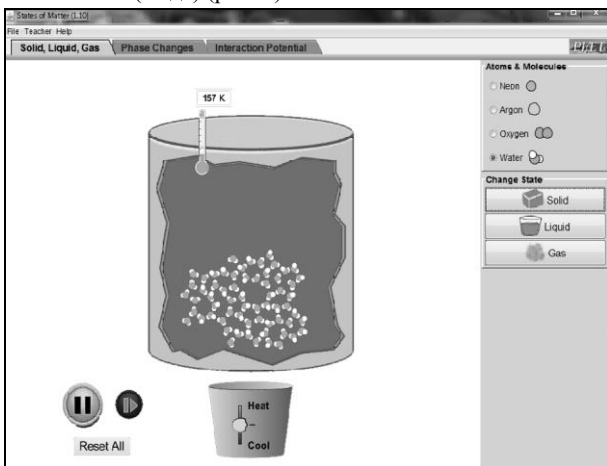 States of Matter (1.10)
File Teacher Help
Solid, Liquid, Gas Phase Changes Interaction Potential
157 K
Atoms & Molecules
Neon
Argon
Oxygen
Water
Change State
Solid
Liquid
Gas
Heat
Cool
Reset All